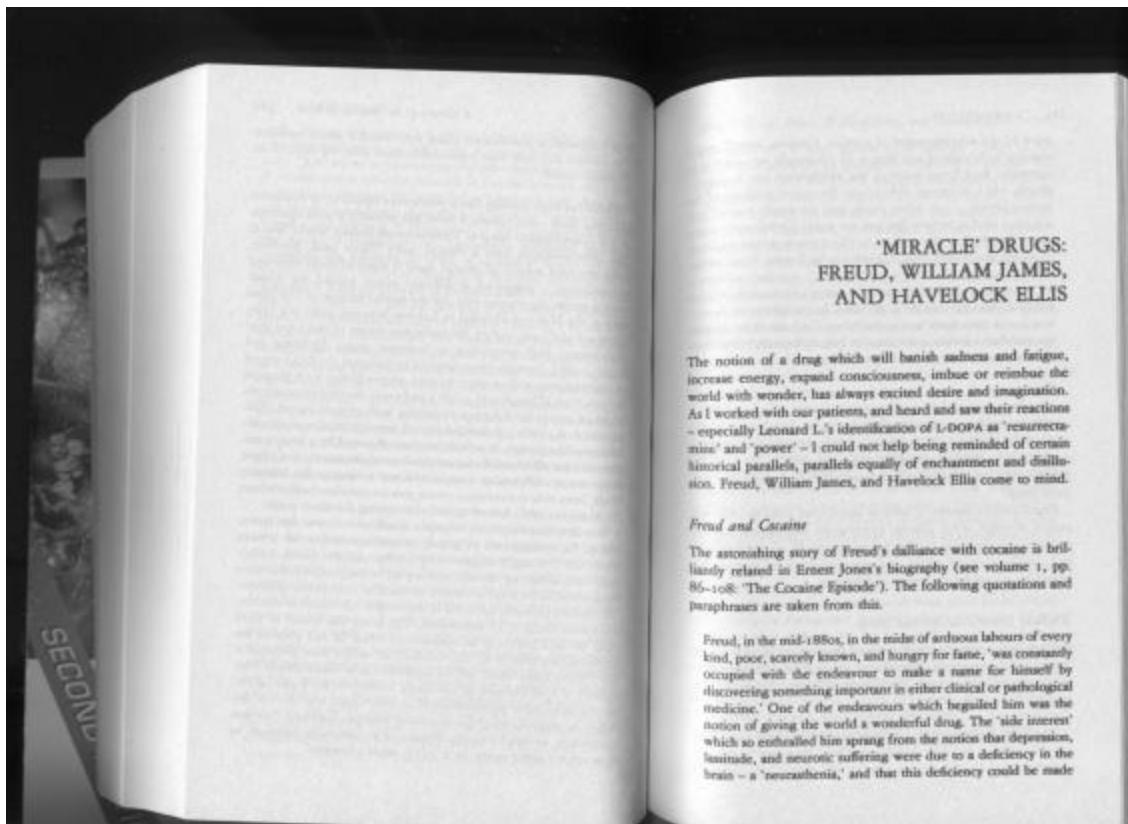 SECOND
'MIRACLE' DRUGS:
FREUD, WILLIAM JAMES,
AND HAVELOCK ELLIS
The notion of a drug which will banish sadness and fatigue,
increase energy, expand consciousness, imbue or reimbue the
world with wonder, has always excited desire and imagination.
As I worked with our patients, and heard and saw their reactions
– especially Leonard L.'s identification of L-DOPA as 'resurrecta-
mine' and 'power' – I could not help being reminded of certain
historical parallels, parallels equally of enchantment and disillu-
sion. Freud, William James, and Havelock Ellis come to mind.
Freud and Cocaine
The astonishing story of Freud's dalliance with cocaine is bril-
liantly related in Ernest Jones's biography (see volume 1, pp.
86–108: 'The Cocaine Episode'). The following quotations and
paraphrases are taken from this.
Freud, in the mid-1880s, in the midst of arduous labours of every
kind, poor, scarcely known, and hungry for fame, 'was constantly
occupied with the endeavour to make a name for himself by
discovering something important in either clinical or pathological
medicine.' One of the endeavours which beguiled him was the
notion of giving the world a wonderful drug. The 'side interest'
which so enthralled him sprang from the notion that depression,
lassitude, and neurotic suffering were due to a deficiency in the
brain – a 'neurasthenia,' and that this deficiency could be made